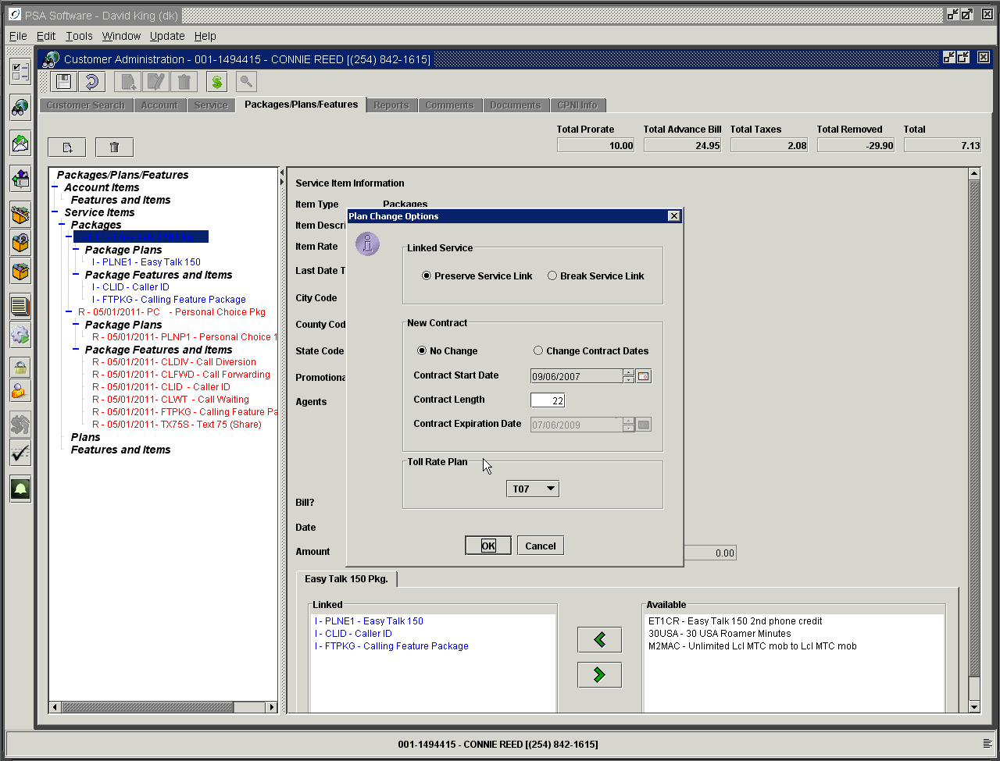 PSA Software - David King (dk)
File Edit Tools Window Update Help
Customer Administration - 001-1494415 - CONNIE REED [(254) 842-1615]
Customer Search Account Service Packages/Plans/Features Reports Comments Documents CPNI Info
Total Prorate Total Advance Bill Total Taxes Total Removed Total
10.00 24.95 2.08 -29.90 7.13
Packages/Plans/Features
Account Items
Features and Items
Service Items
Packages
Package Plans
I - PLNE1 - Easy Talk 150
Package Features and Items
I - CLID - Caller ID
I - FTPKG - Calling Feature Package
R - 05/01/2011- PC - Personal Choice Pkg
Package Plans
R - 05/01/2011- PLNP1 - Personal Choice 1
Package Features and Items
R - 05/01/2011- CLDIV - Call Diversion
R - 05/01/2011- CLFWD - Call Forwarding
R - 05/01/2011- CLID - Caller ID
R - 05/01/2011- CLWT - Call Waiting
R - 05/01/2011- FTPKG - Calling Feature Pa
R - 05/01/2011- TX75S - Text 75 (Share)
Plans
Features and Items
Service Item Information
Item Type Packages
Item Descri
Item Rate
Last Date T
City Code
County Cod
State Code
Promotiona
Agents
Bill?
Date
Amount 0.00
Plan Change Options
Linked Service
Preserve Service Link Break Service Link
New Contract
No Change Change Contract Dates
Contract Start Date 09/06/2007
Contract Length 22
Contract Expiration Date 07/06/2009
Toll Rate Plan
T07
OK Cancel
Easy Talk 150 Pkg.
Linked
I - PLNE1 - Easy Talk 150
I - CLID - Caller ID
I - FTPKG - Calling Feature Package
Available
ET1CR - Easy Talk 150 2nd phone credit
30USA - 30 USA Roamer Minutes
M2MAC - Unlimited Lcl MTC mob to Lcl MTC mob
001-1494415 - CONNIE REED [(254) 842-1615]